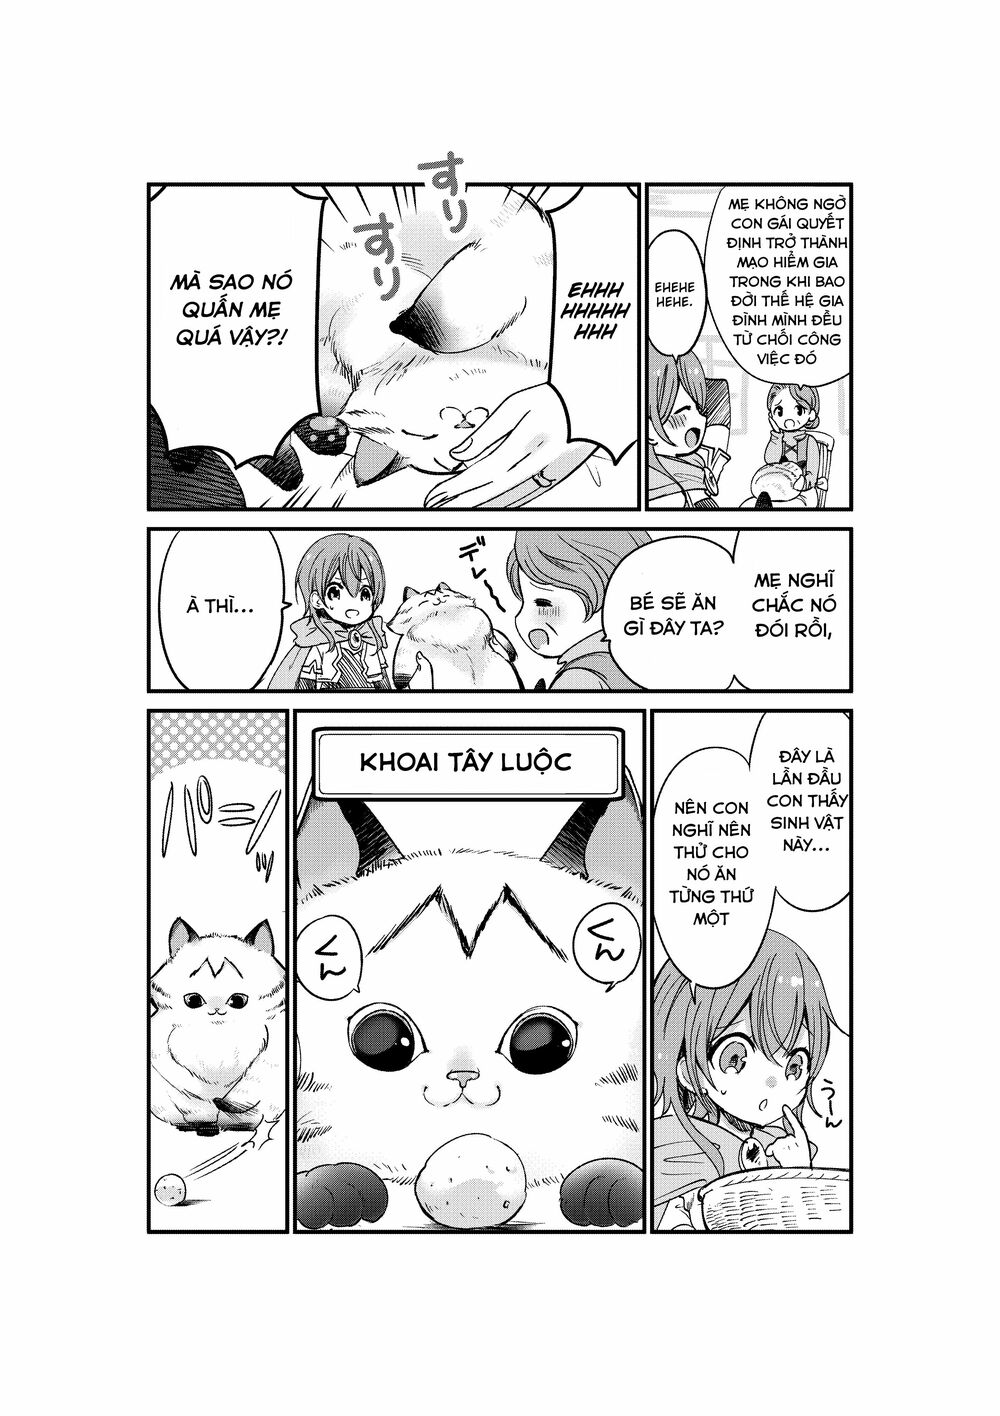 MẸ KHÔNG NGỜ
CON GÁI QUYẾT
ĐỊNH TRỞ THÀNH
MẠO HIỂM GIA
TRONG KHI BAO
ĐỜI THẾ HỆ GIA
ĐÌNH MÌNH ĐỀU
TỪ CHỐI CÔNG
VIỆC ĐÓ
EHEHE
HEHE.
すり
すり
EHHH
HHHHH
HHH
MÀ SAO NÓ
QUẤN MẸ
QUÁ VẬY?!
MẸ NGHĨ
CHẮC NÓ
ĐÓI RỒI,
BÉ SẼ ĂN
GÌ ĐÂY TA?
デレー
À THÌ...
ĐÂY LÀ
LẦN ĐẦU
CON THẤY
SINH VẬT
NÀY...
NÊN CON
NGHĨ NÊN
THỬ CHO
NÓ ĂN
TỪNG THỨ
MỘT
うーん
KHOAI TÂY LUỘC
くん
くん
パシッ